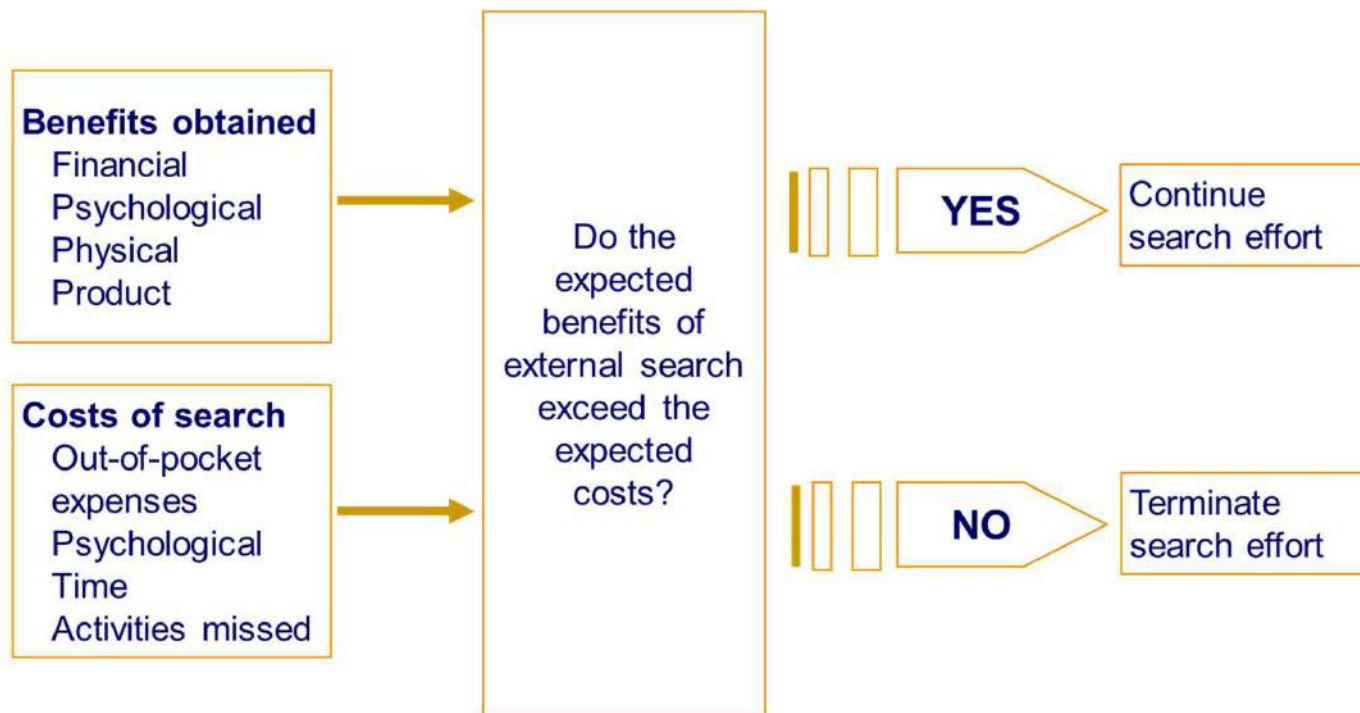 Benefits obtained
Financial
Psychological
Physical
Product
Costs of search
Out-of-pocket
expenses
Psychological
Time
Activities missed
Do the
expected
benefits of
external search
exceed the
expected
costs?
YES
Continue
search effort
NO
Terminate
search effort